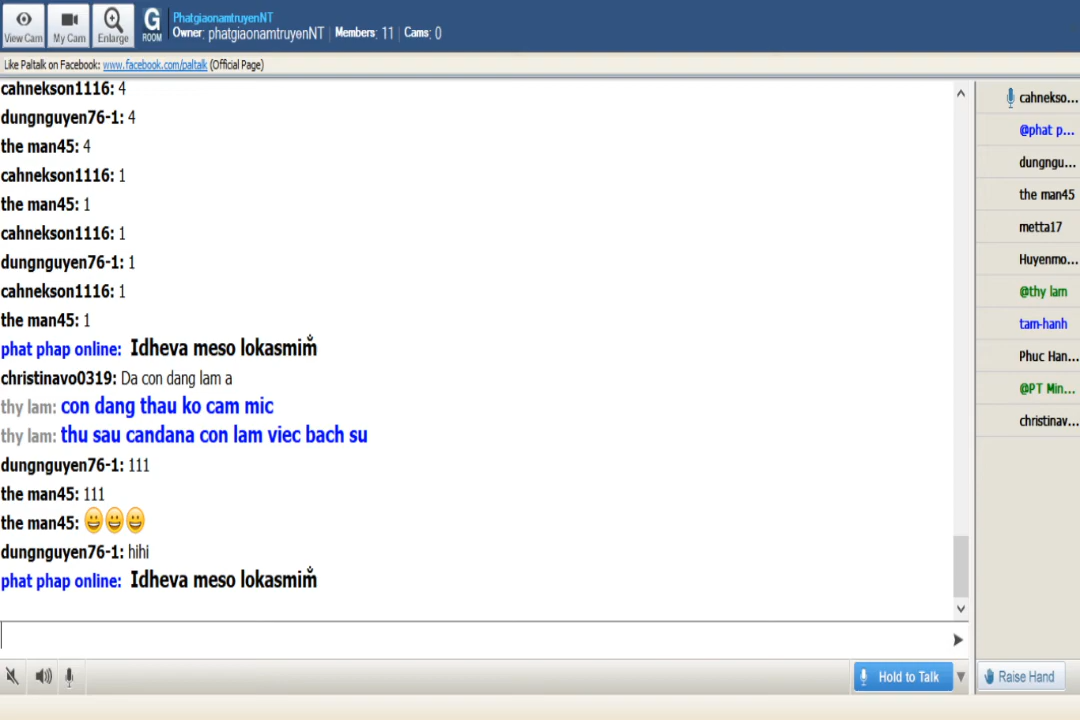 PhatgiaonamtruyenNT
View Cam
My Cam
Enlarge
G ROOM
Owner: phatgiaonamtruyenNT | Members: 11 | Cams: 0
Like Paltalk on Facebook: www.facebook.com/paltalk (Official Page)
cahnekson1116: 4
dungnguyen76-1: 4
the man45: 4
cahnekson1116: 1
the man45: 1
cahnekson1116: 1
dungnguyen76-1: 1
cahnekson1116: 1
the man45: 1
phat phap online: Idheva meso lokasmim̊
christinavo0319: Da con dang lam a
thy lam: con dang thau ko cam mic
thy lam: thu sau candana con lam viec bach su
dungnguyen76-1: 111
the man45: 111
the man45: 😀😀😀
dungnguyen76-1: hihi
phat phap online: Idheva meso lokasmim̊
cahnekso...
@phat p...
dungngu...
the man45
metta17
Huyenmo...
@thy lam
tam-hanh
Phuc Han...
@PT Min...
christinav...
Hold to Talk
Raise Hand